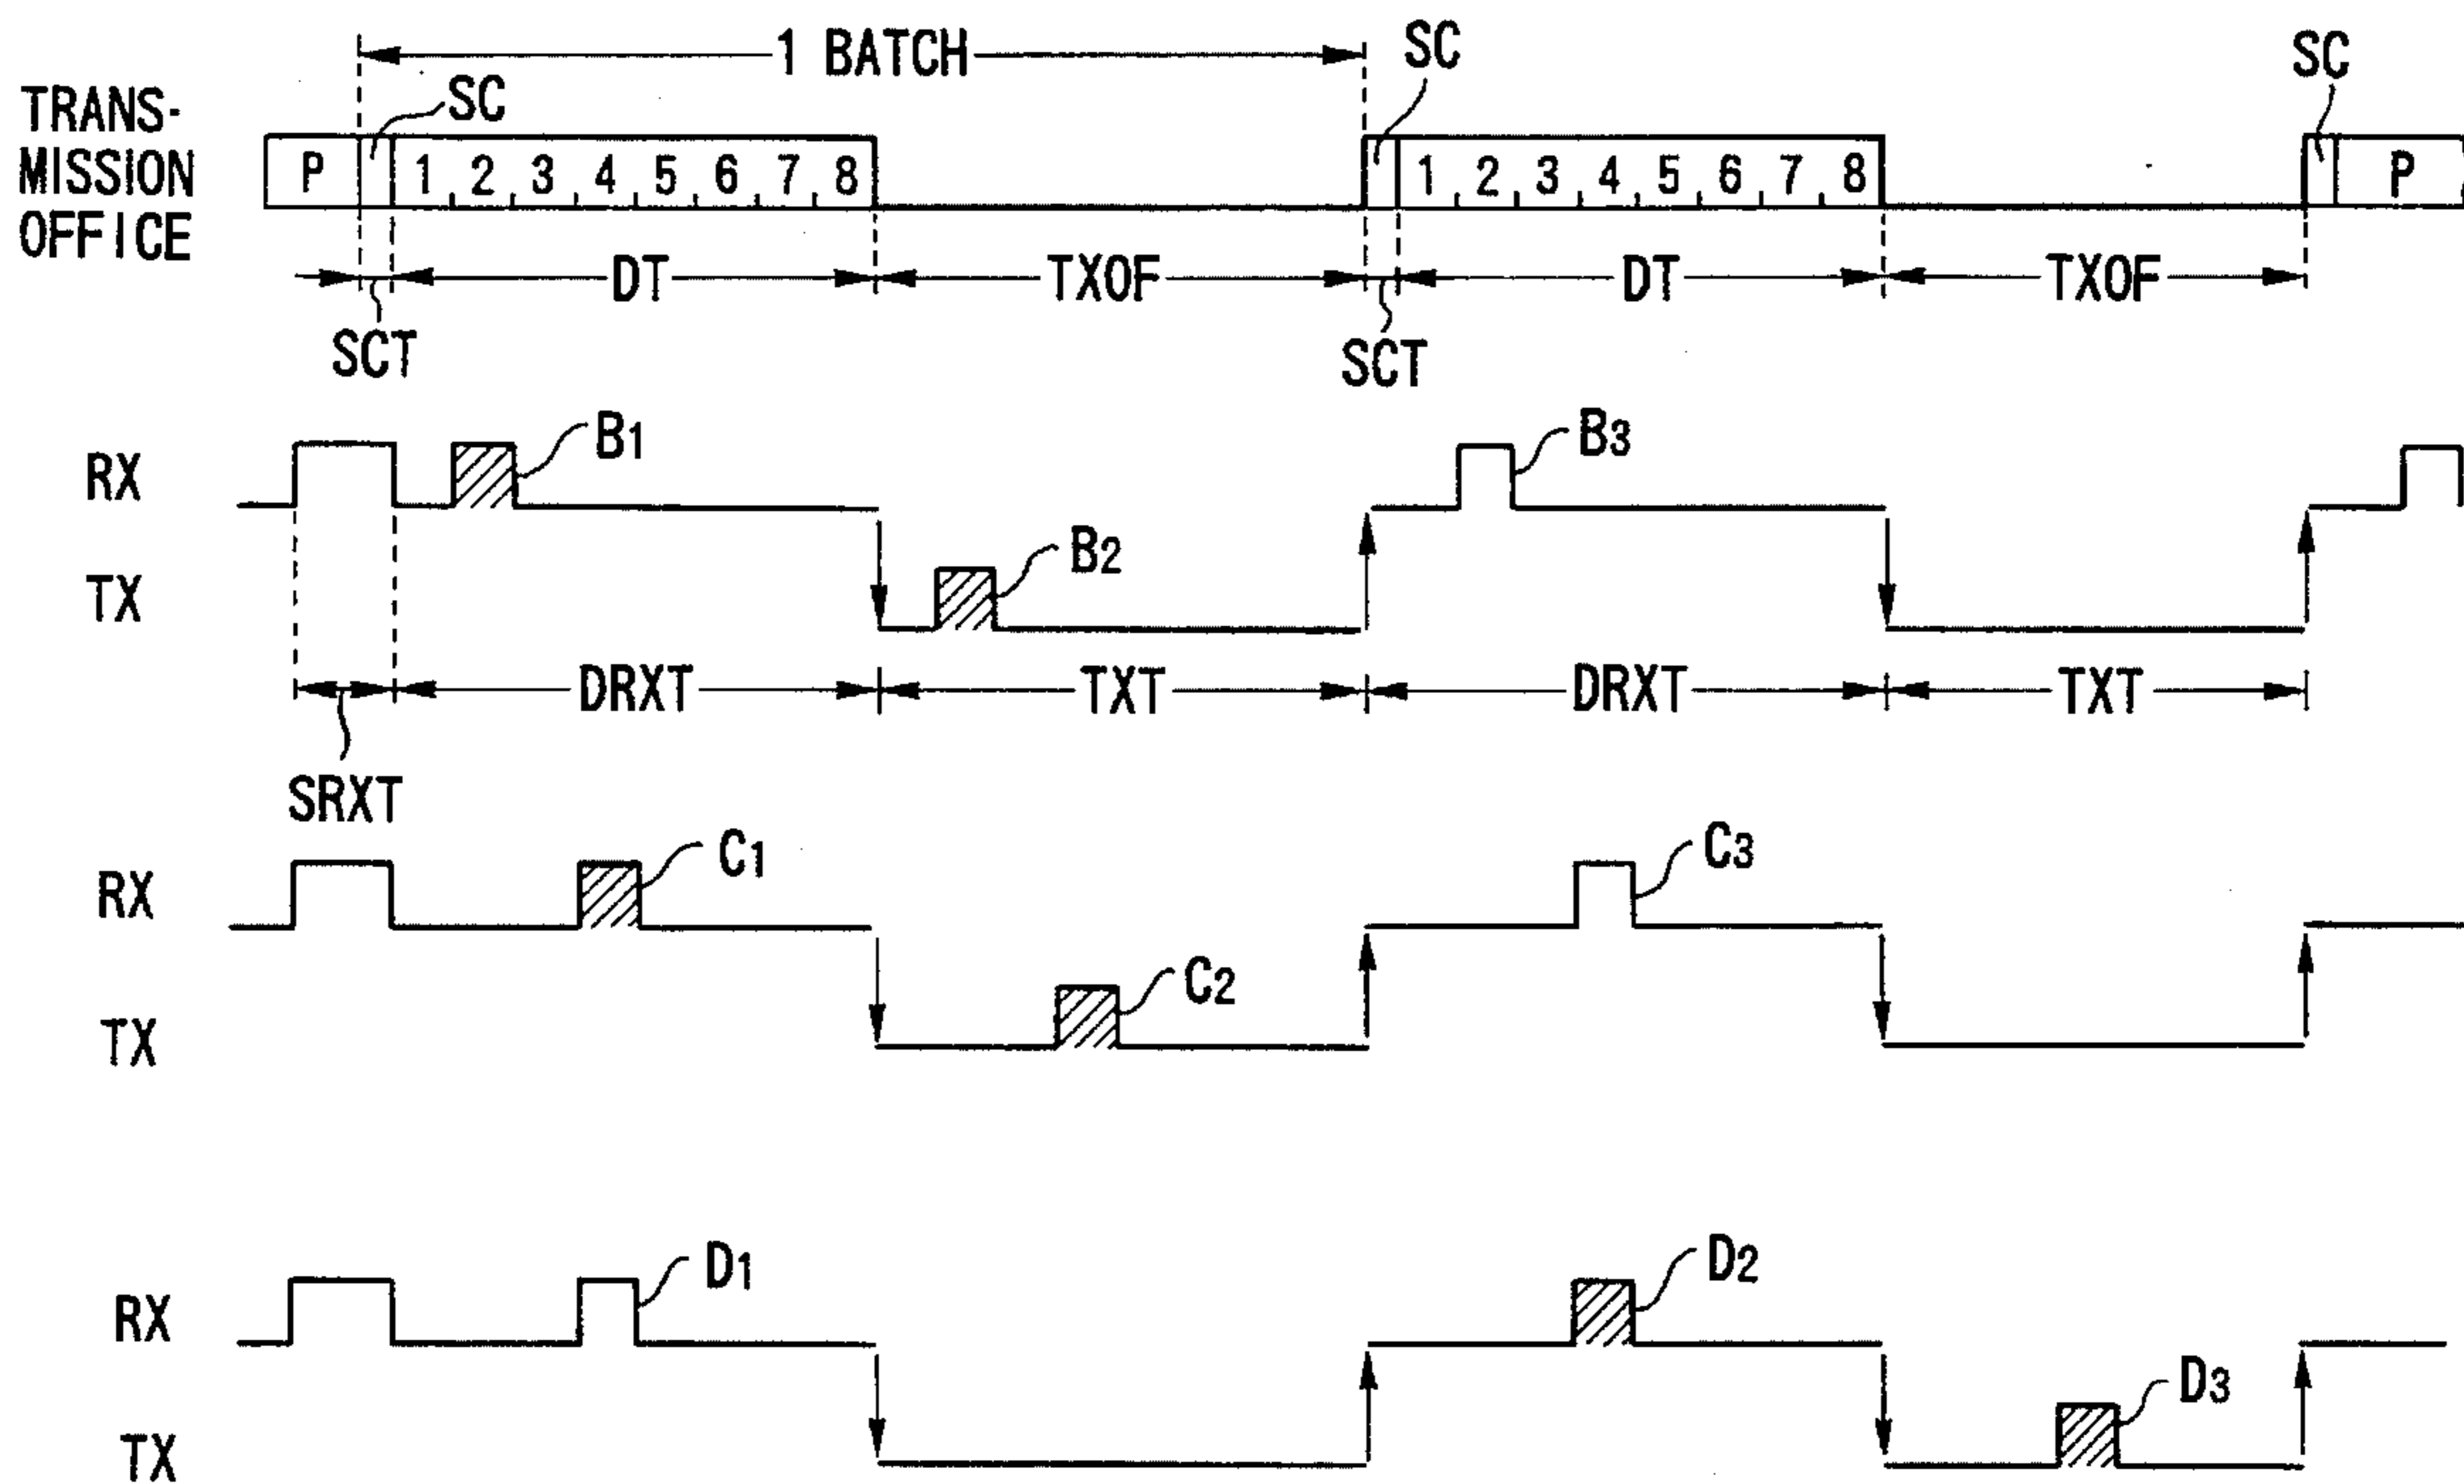 1 BATCH
SC
SC
SC
TRANS-
MISSION
OFFICE
P 1 2 3 4 5 6 7 8
1 2 3 4 5 6 7 8
P
DT TXOF DT TXOF
SCT SCT
RX B1 B3
TX B2
DRXT TXT DRXT TXT
SRXT
RX C1 C3
TX C2
RX D1 D2
TX D3